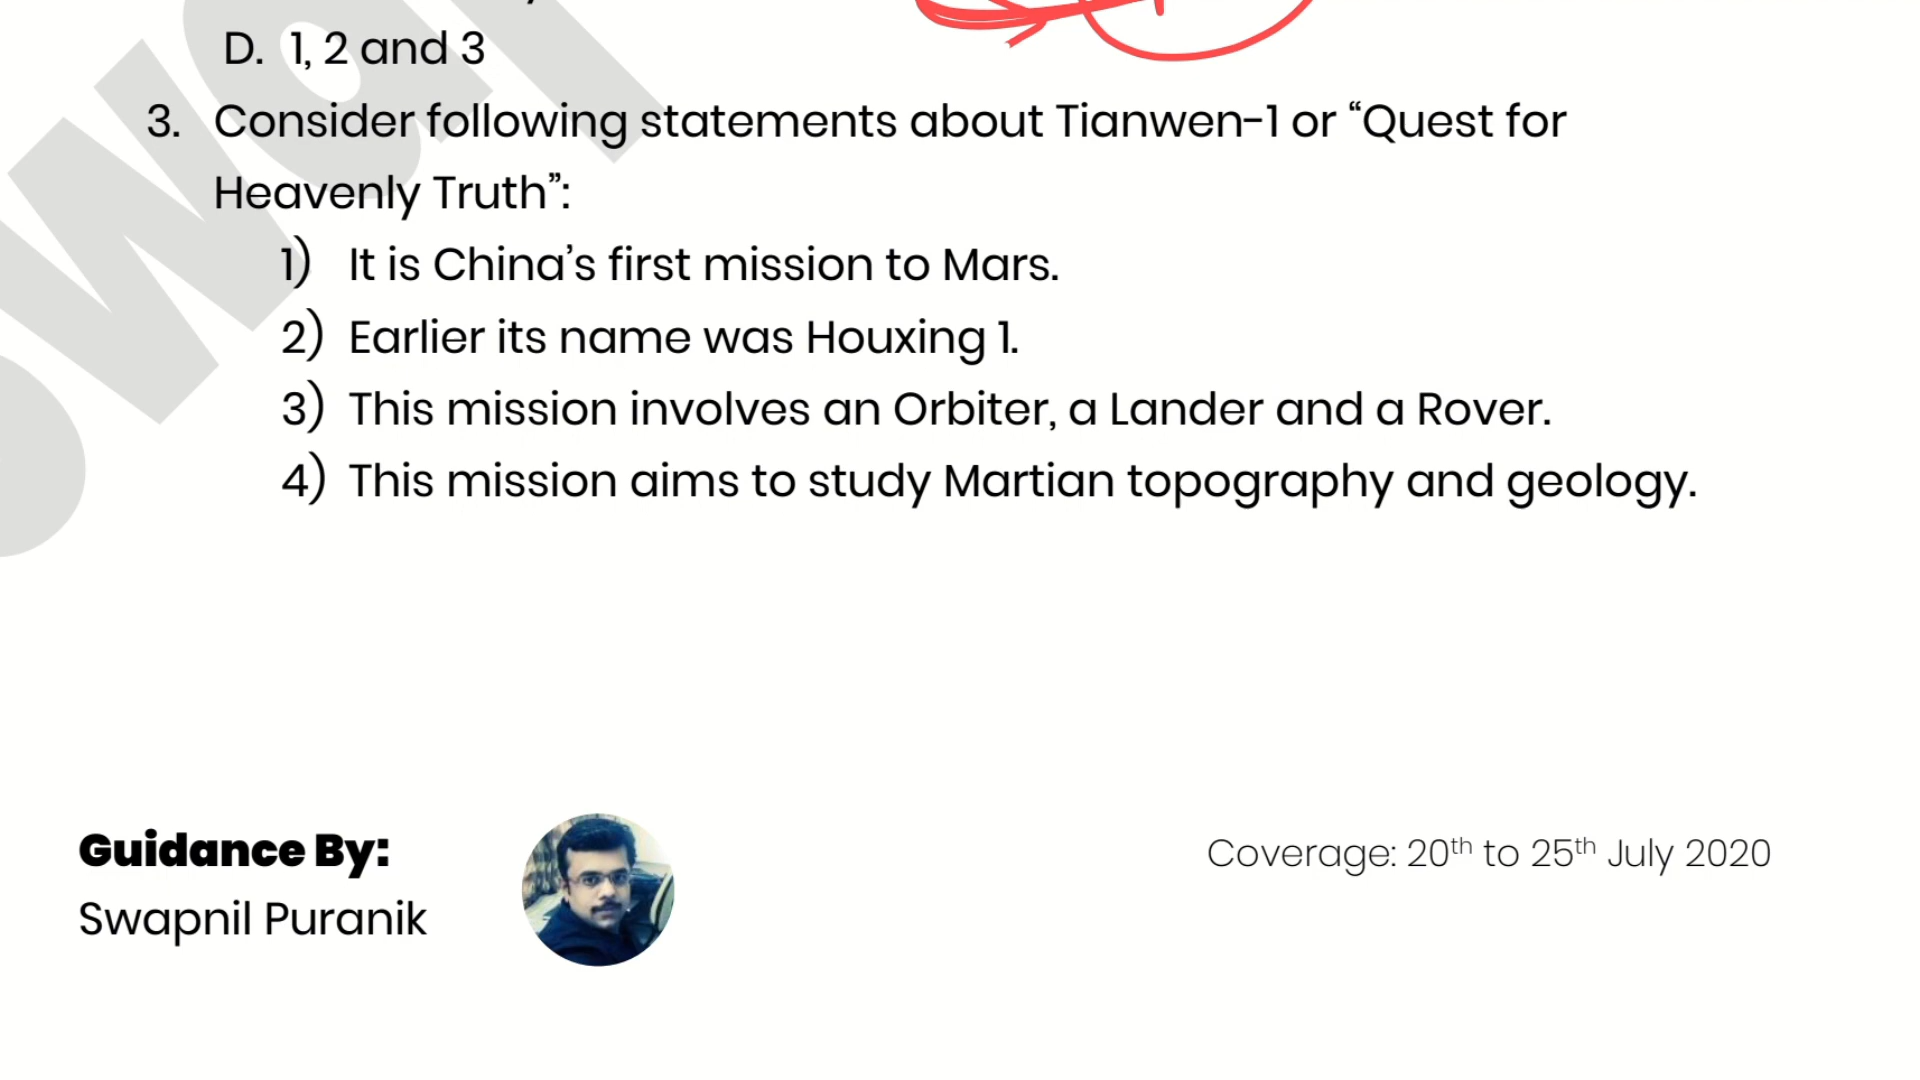 D. 1, 2 and 3
3. Consider following statements about Tianwen-1 or “Quest for
Heavenly Truth”:
1) It is China’s first mission to Mars.
2) Earlier its name was Houxing 1.
3) This mission involves an Orbiter, a Lander and a Rover.
4) This mission aims to study Martian topography and geology.
Guidance By:
Swapnil Puranik
Coverage: 20th to 25th July 2020